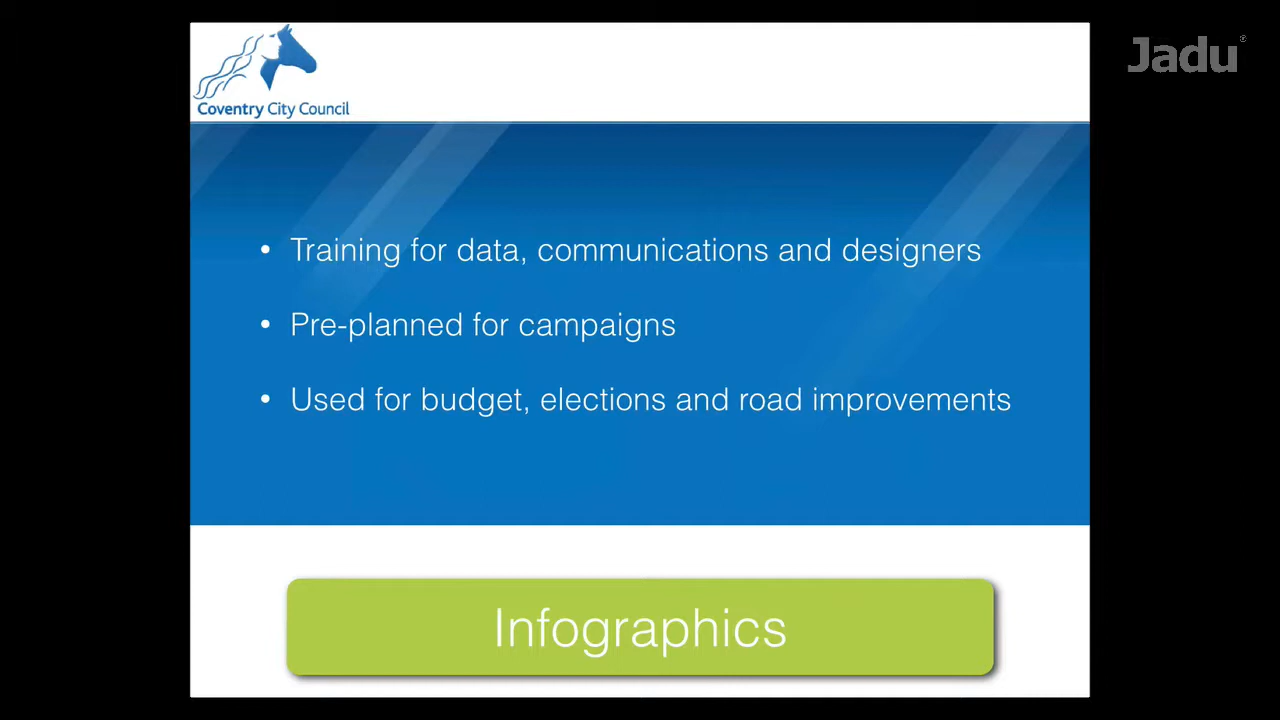 Jadu®
Coventry City Council
• Training for data, communications and designers
• Pre-planned for campaigns
• Used for budget, elections and road improvements
Infographics